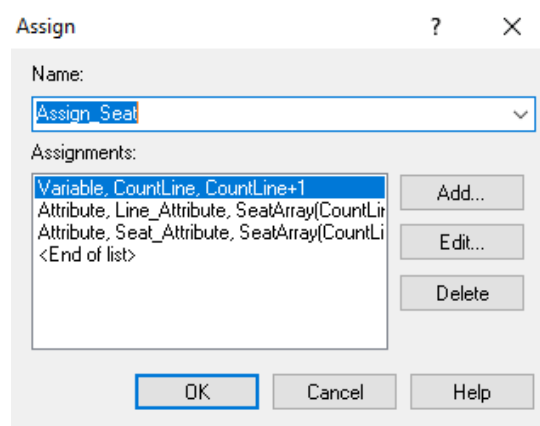 Assign ? ×
Name:
Assign_Seat
Assignments:
Variable, CountLine, CountLine+1
Attribute, Line_Attribute, SeatArray(CountLin
Attribute, Seat_Attribute, SeatArray(CountLi
<End of list>
Add...
Edit...
Delete
OK Cancel Help